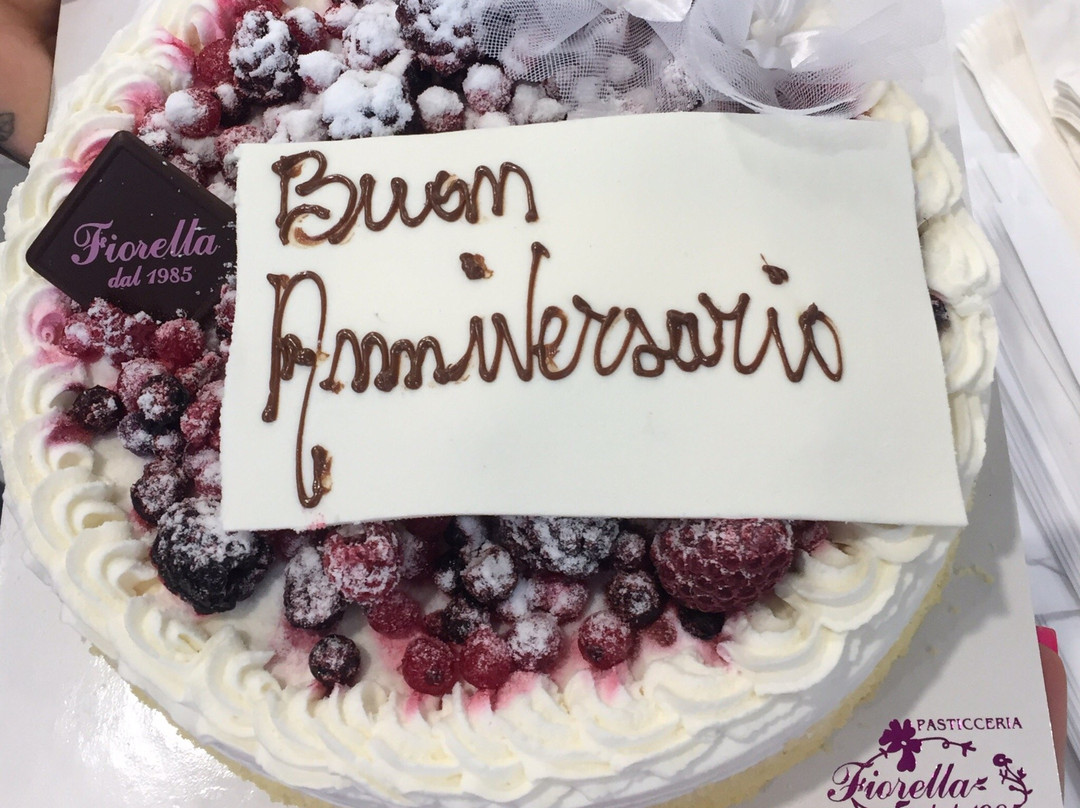 Buon
Anniversario
Fiorella
dal 1985
PASTICCERIA
Fiorella